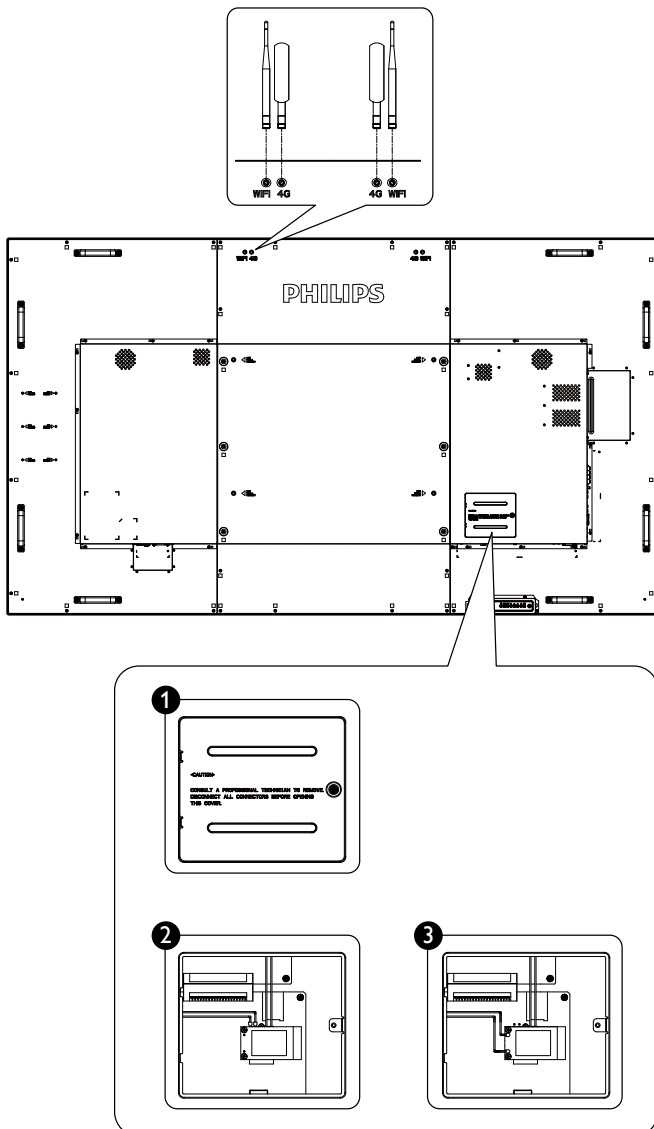 WIFI 4G 4G WIFI
WIFI 4G 4G WIFI
PHILIPS
1
<CAUTION>
CONSULT A PROFESSIONAL TECHNICIAN TO REMOVE.
DISCONNECT ALL CONNECTORS BEFORE OPENING
THIS COVER.
2 3